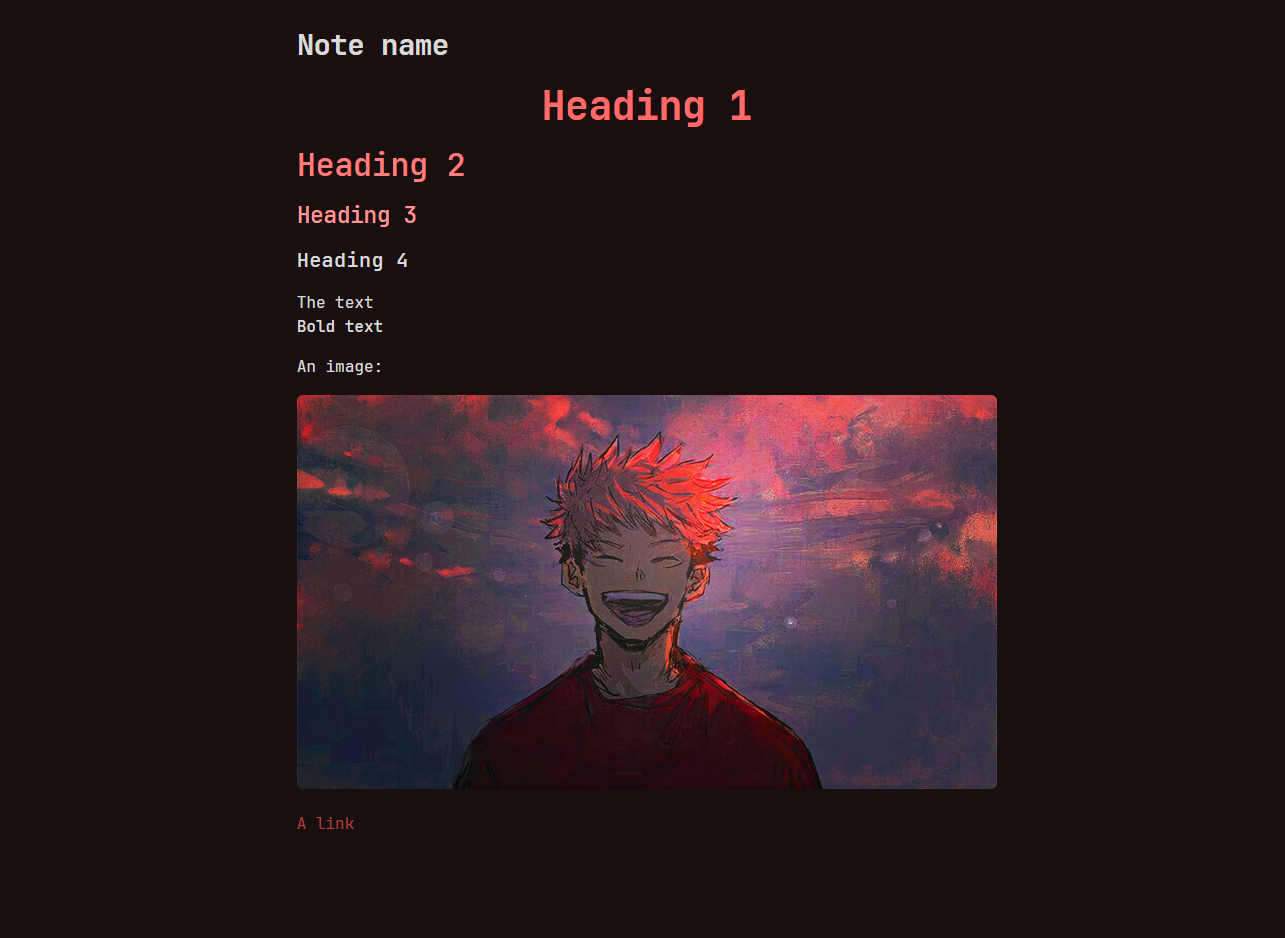 Note name
Heading 1
Heading 2
Heading 3
Heading 4
The text
Bold text
An image:
A link